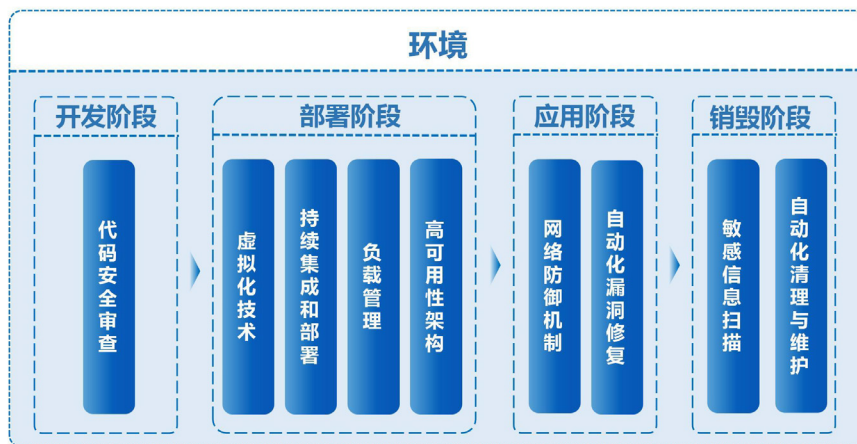 环境
开发阶段
代码安全审查
部署阶段
虚拟化技术
持续集成和部署
负载管理
高可用性架构
应用阶段
网络防御机制
自动化漏洞修复
销毁阶段
敏感信息扫描
自动化清理与维护